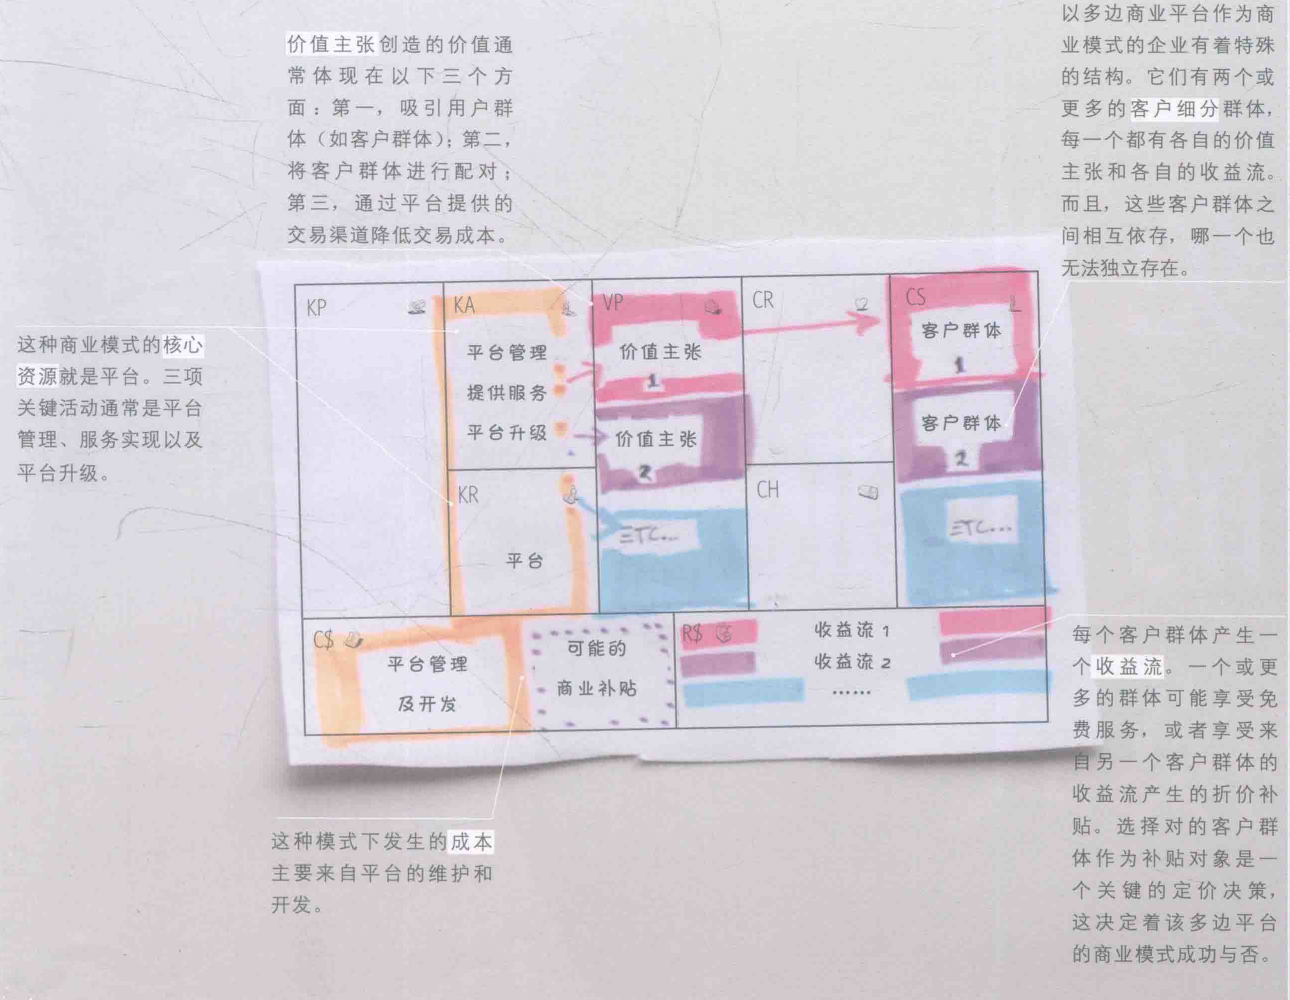 价值主张创造的价值通
常体现在以下三个方
面：第一，吸引用户群
体（如客户群体）；第二，
将客户群体进行配对；
第三，通过平台提供的
交易渠道降低交易成本。
以多边商业平台作为商
业模式的企业有着特殊
的结构。它们有两个或
更多的客户细分群体，
每一个都有各自的价值
主张和各自的收益流。
而且，这些客户群体之
间相互依存，哪一个也
无法独立存在。
这种商业模式的核心
资源就是平台。三项
关键活动通常是平台
管理、服务实现以及
平台升级。
KP
KA
平台管理
提供服务
平台升级
KR
平台
VP
价值主张
1
价值主张
2
ETC...
CR
CH
CS
客户群体
1
客户群体
2
ETC...
C$
平台管理
及开发
可能的
商业补贴
R$
收益流 1
收益流 2
......
这种模式下发生的成本
主要来自平台的维护和
开发。
每个客户群体产生一
个收益流。一个或更
多的群体可能享受免
费服务，或者享受来
自另一个客户群体的
收益流产生的折价补
贴。选择对的客户群
体作为补贴对象是一
个关键的定价决策，
这决定着该多边平台
的商业模式成功与否。